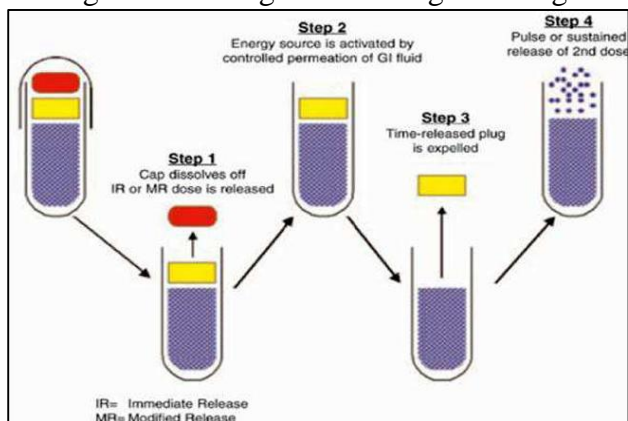 Step 1
Cap dissolves off
IR or MR dose is released
Step 2
Energy source is activated by
controlled permeation of GI fluid
Step 3
Time-released plug
is expelled
Step 4
Pulse or sustained
release of 2nd dose
IR= Immediate Release
MR= Modified Release